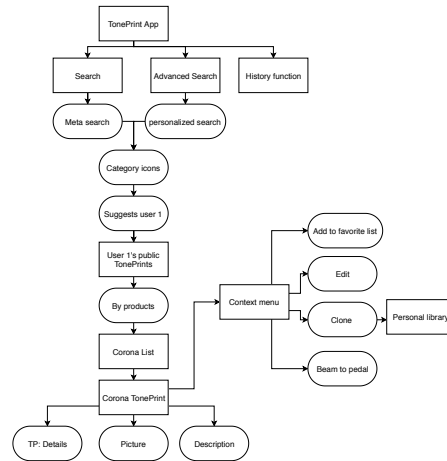 TonePrint App
Search
Advanced Search
History function
Meta search
personalized search
Category icons
Suggests user 1
User 1's public
TonePrints
By products
Corona List
Corona TonePrint
TP: Details
Picture
Description
Context menu
Add to favorite list
Edit
Clone
Personal library
Beam to pedal